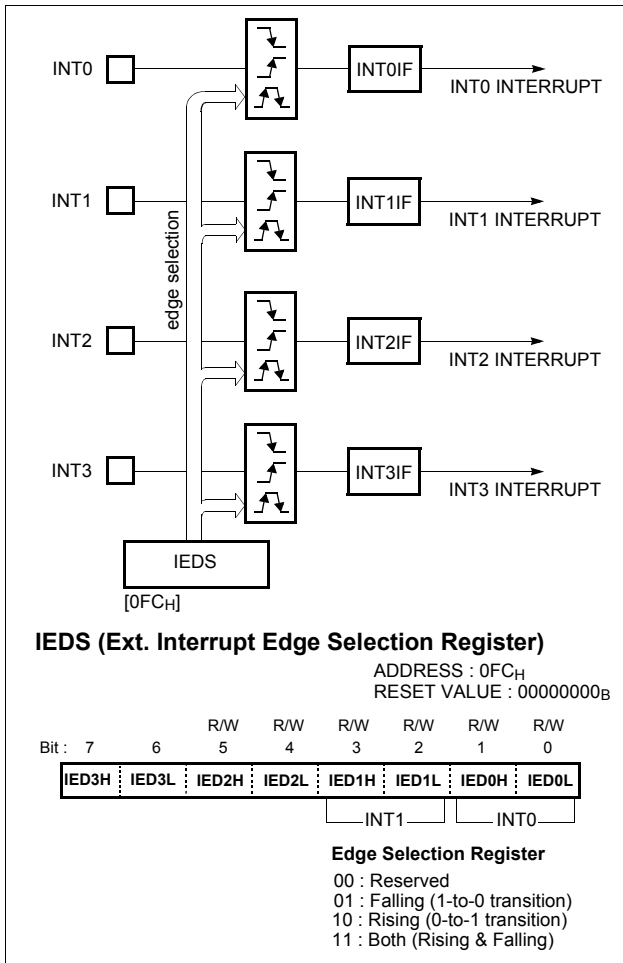 INT0
INT0IF
INT0 INTERRUPT
INT1
INT1IF
INT1 INTERRUPT
edge selection
INT2
INT2IF
INT2 INTERRUPT
INT3
INT3IF
INT3 INTERRUPT
IEDS
[0FCH]
IEDS (Ext. Interrupt Edge Selection Register)
ADDRESS : 0FCH
RESET VALUE : 00000000B
R/W R/W R/W R/W R/W R/W
Bit : 7 6 5 4 3 2 1 0
IED3H IED3L IED2H IED2L IED1H IED1L IED0H IED0L
INT1 INT0
Edge Selection Register
00 : Reserved
01 : Falling (1-to-0 transition)
10 : Rising (0-to-1 transition)
11 : Both (Rising & Falling)